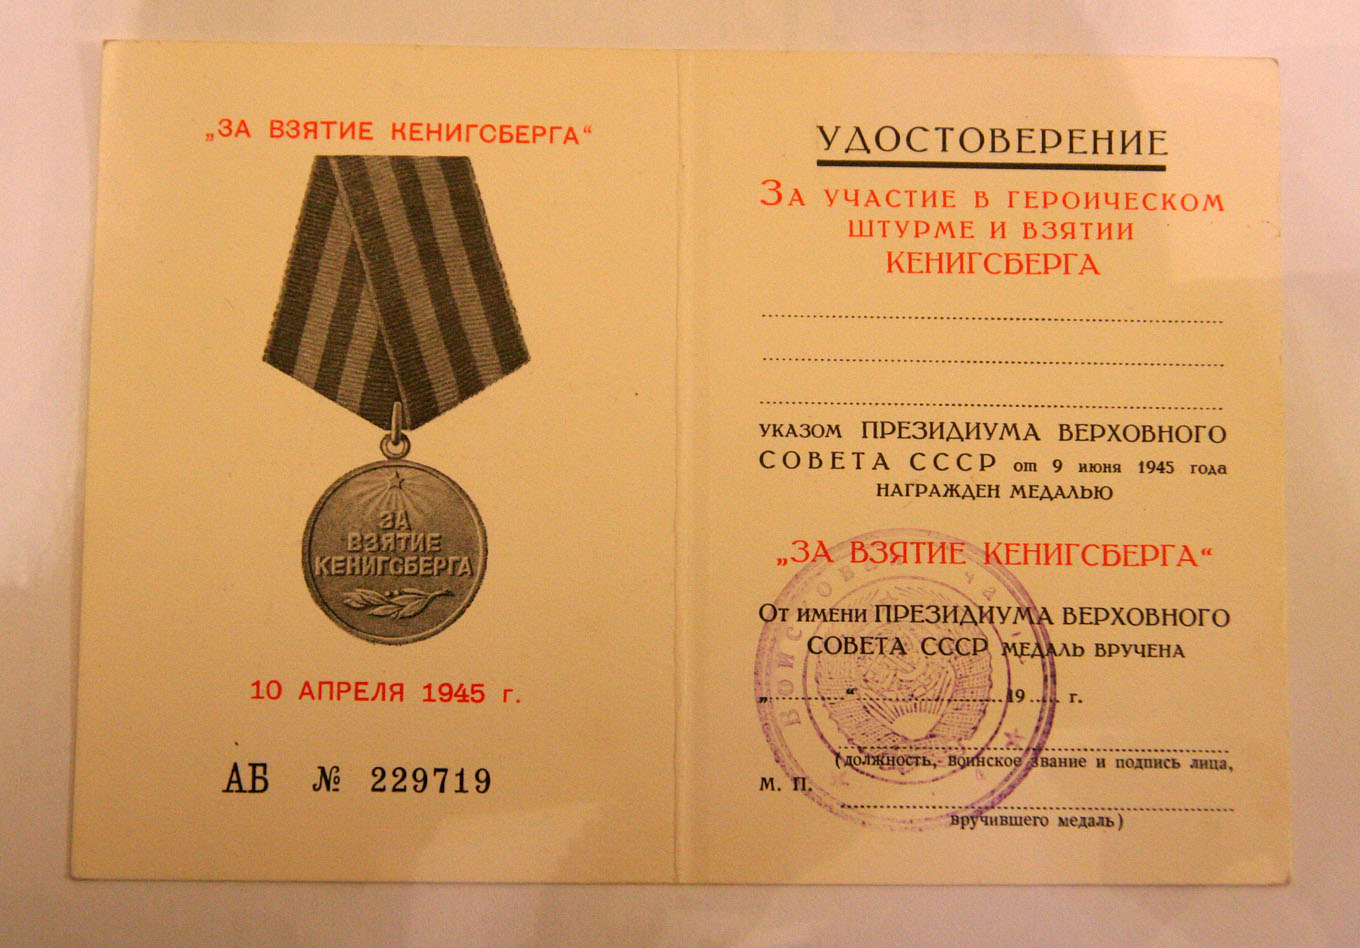 „ЗА ВЗЯТИЕ КЕНИГСБЕРГА“
ЗА
ВЗЯТИЕ
КЕНИГСБЕРГА
10 АПРЕЛЯ 1945 г.
АБ № 229719
УДОСТОВЕРЕНИЕ
ЗА УЧАСТИЕ В ГЕРОИЧЕСКОМ
ШТУРМЕ И ВЗЯТИИ
КЕНИГСБЕРГА
УКАЗОМ ПРЕЗИДИУМА ВЕРХОВНОГО
СОВЕТА СССР от 9 июня 1945 года
НАГРАЖДЕН МЕДАЛЬЮ
„ЗА ВЗЯТИЕ КЕНИГСБЕРГА“
От имени ПРЕЗИДИУМА ВЕРХОВНОГО
СОВЕТА СССР МЕДАЛЬ ВРУЧЕНА
„..........“....................19.....г.
(должность, воинское звание и подпись лица,
М. П.
вручившего медаль)
Войсковая часть